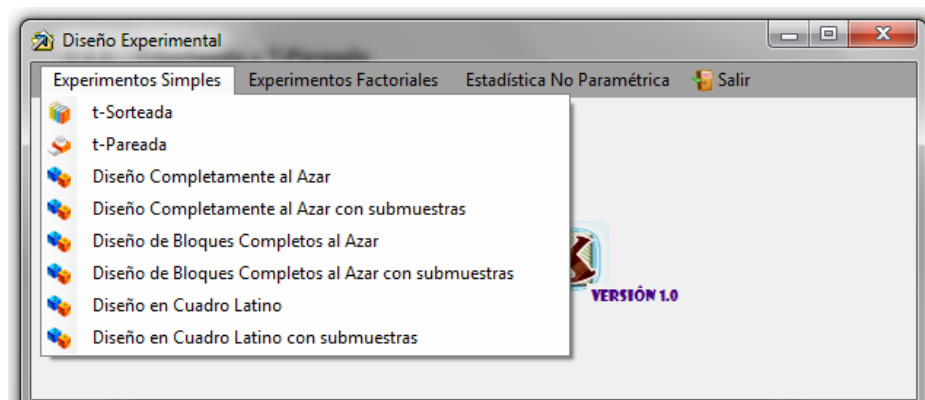 Diseño Experimental
Experimentos Simples Experimentos Factoriales Estadística No Paramétrica Salir
t-Sorteada
t-Pareada
Diseño Completamente al Azar
Diseño Completamente al Azar con submuestras
Diseño de Bloques Completos al Azar
Diseño de Bloques Completos al Azar con submuestras
Diseño en Cuadro Latino
Diseño en Cuadro Latino con submuestras
VERSIÓN 1.0